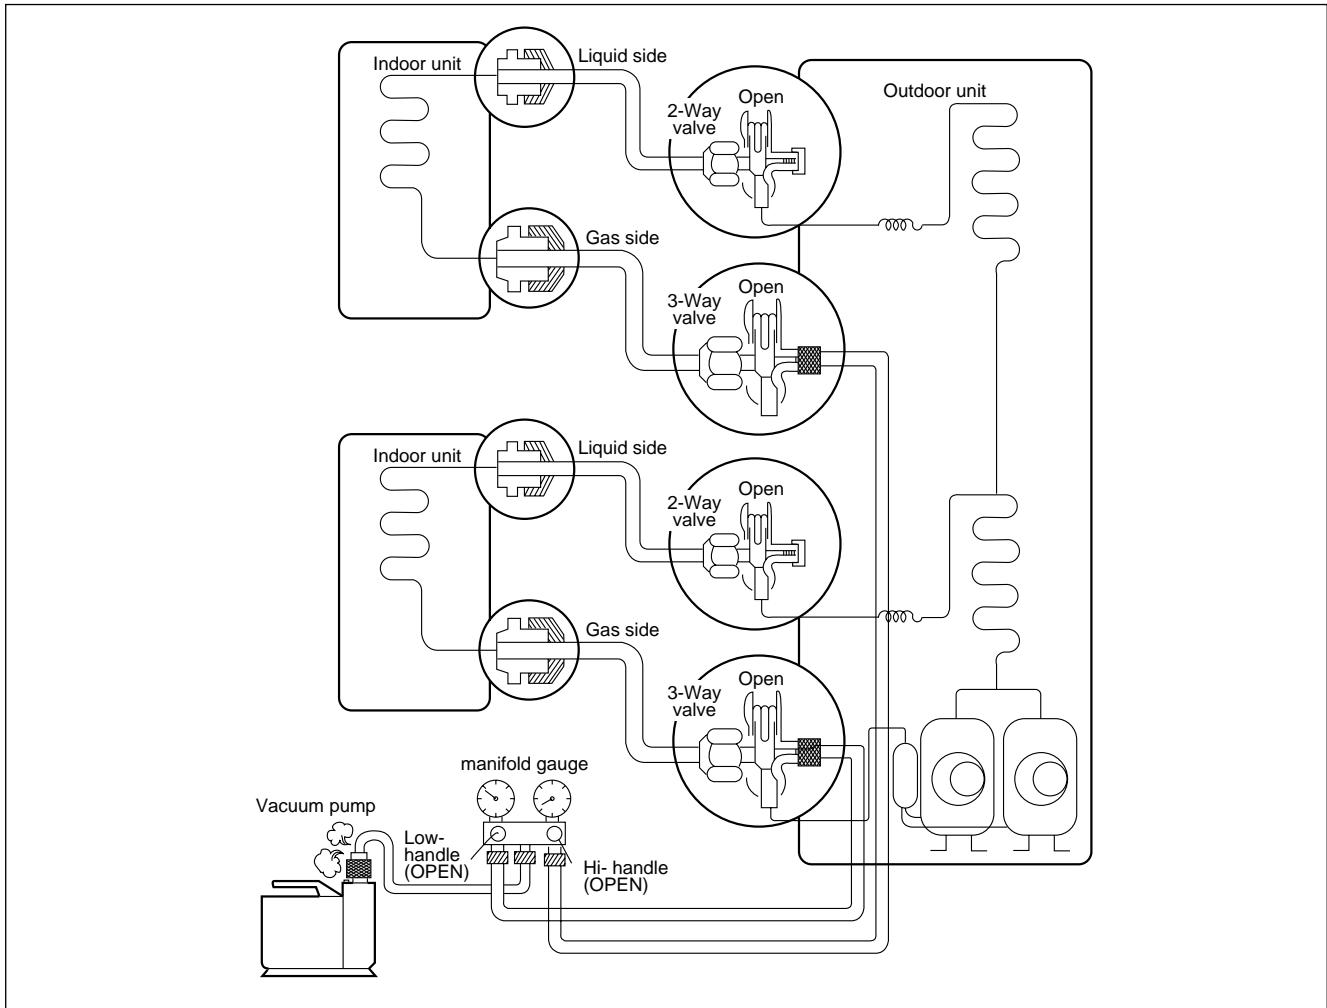 Indoor unit
Liquid side
2-Way
valve
Open
Outdoor unit
Gas side
3-Way
valve
Open
Indoor unit
Liquid side
2-Way
valve
Open
Gas side
3-Way
valve
Open
manifold gauge
Vacuum pump
Low-
handle
(OPEN)
Hi- handle
(OPEN)